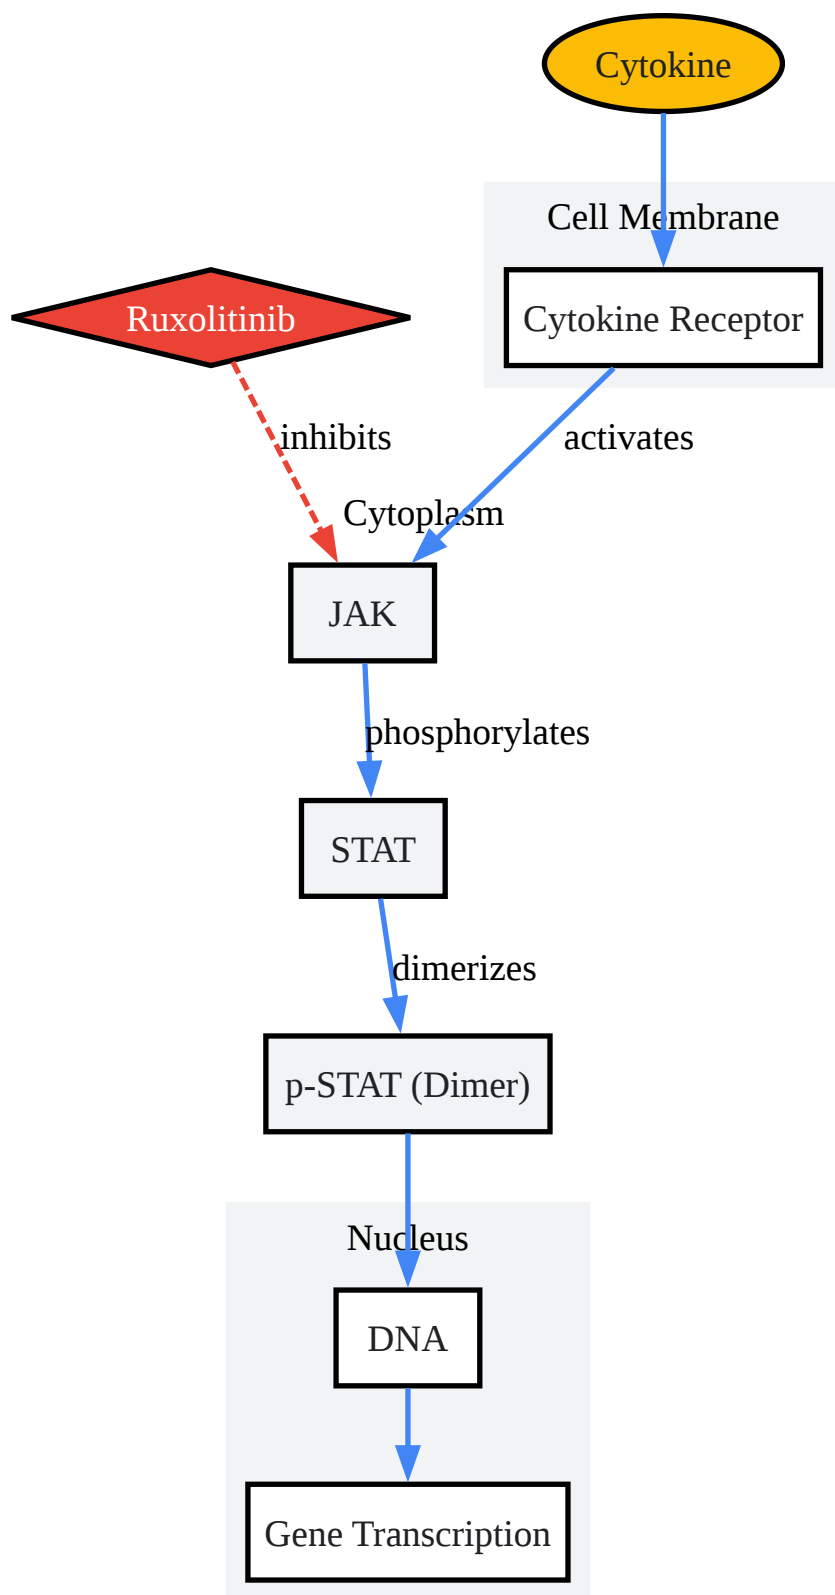 Cytokine
Cell Membrane
Cytokine Receptor
Ruxolitinib
inhibits
activates
Cytoplasm
JAK
phosphorylates
STAT
dimerizes
p-STAT (Dimer)
Nucleus
DNA
Gene Transcription